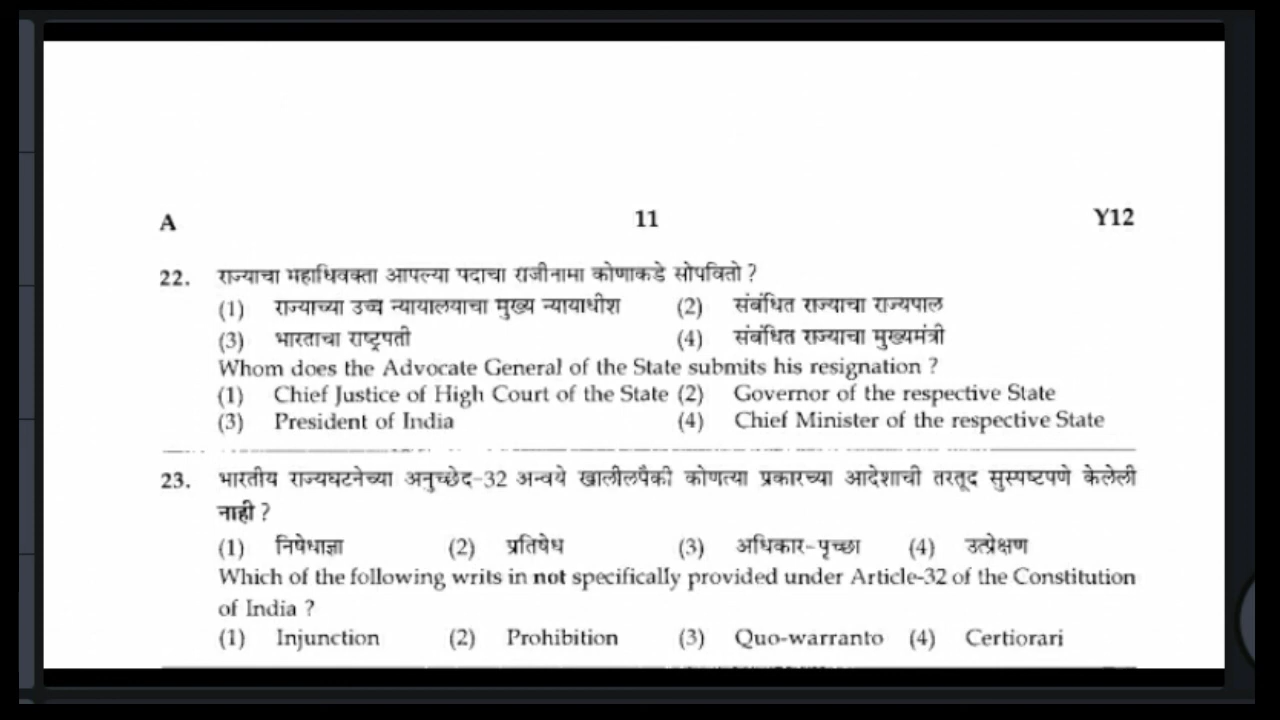 A 11 Y12
22. राज्याचा महाधिवक्ता आपल्या पदाचा राजीनामा कोणाकडे सोपवितो ?
(1) राज्याच्या उच्च न्यायालयाचा मुख्य न्यायाधीश (2) संबंधित राज्याचा राज्यपाल
(3) भारताचा राष्ट्रपती (4) संबंधित राज्याचा मुख्यमंत्री
Whom does the Advocate General of the State submits his resignation ?
(1) Chief Justice of High Court of the State (2) Governor of the respective State
(3) President of India (4) Chief Minister of the respective State
23. भारतीय राज्यघटनेच्या अनुच्छेद-32 अन्वये खालीलपैकी कोणत्या प्रकारच्या आदेशाची तरतूद सुस्पष्टपणे केलेली
नाही ?
(1) निषेधाज्ञा (2) प्रतिषेध (3) अधिकार-पृच्छा (4) उत्प्रेक्षण
Which of the following writs in not specifically provided under Article-32 of the Constitution
of India ?
(1) Injunction (2) Prohibition (3) Quo-warranto (4) Certiorari